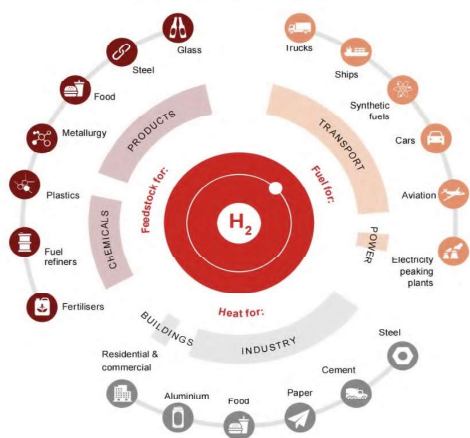 Glass
Steel
Food
Metallurgy
Plastics
Fuel
refiners
Fertilisers
PRODUCTS
CHEMICALS
Feedstock for:
H2
Fuel for:
TRANSPORT
POWER
Trucks
Ships
Synthetic
fuels
Cars
Aviation
Electricity
peaking
plants
Heat for:
BUILDINGS
INDUSTRY
Residential &
commercial
Aluminium
Food
Paper
Cement
Steel